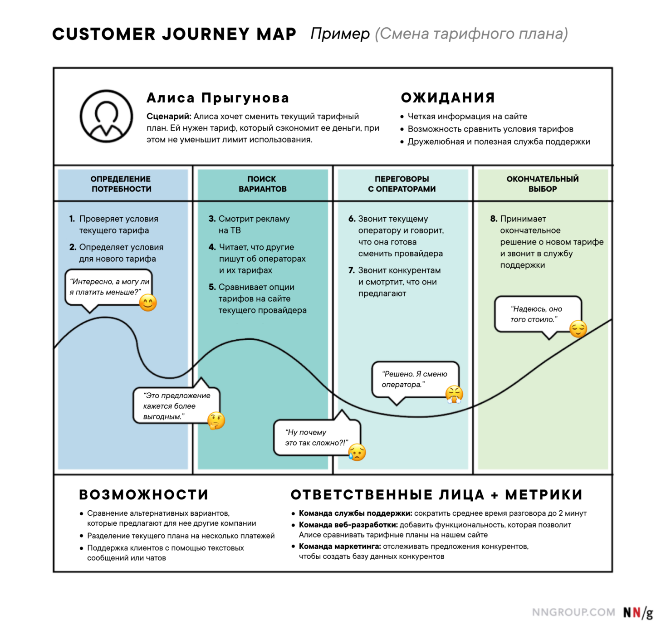 CUSTOMER JOURNEY MAP Пример (Смена тарифного плана)
Алиса Прыгунова
Сценарий: Алиса хочет сменить текущий тарифный
план. Ей нужен тариф, который сэкономит ее деньги, при
этом не уменьшит лимит использования.
ОЖИДАНИЯ
• Четкая информация на сайте
• Возможность сравнить условия тарифов
• Дружелюбная и полезная служба поддержки
ОПРЕДЕЛЕНИЕ
ПОТРЕБНОСТИ
1. Проверяет условия
текущего тарифа
2. Определяет условия
для нового тарифа
"Интересно, а могу ли
я платить меньше?"
ПОИСК
ВАРИАНТОВ
3. Смотрит рекламу
на ТВ
4. Читает, что другие
пишут об операторах
и их тарифах
5. Сравнивает опции
тарифов на сайте
текущего провайдера
"Это предложение
кажется более
выгодным."
ПЕРЕГОВОРЫ
С ОПЕРАТОРАМИ
6. Звонит текущему
оператору и говорит,
что она готова
сменить провайдера
7. Звонит конкурентам
и смотртит, что они
предлагают
"Ну почему
это так сложно?!"
"Решено. Я сменю
оператора."
ОКОНЧАТЕЛЬНЫЙ
ВЫБОР
8. Принимает
окончательное
решение о новом тарифе
и звонит в службу
поддержки
"Надеюсь, оно
того стоило."
ВОЗМОЖНОСТИ
• Сравнение альтернативных вариантов,
которые предлагают для нее другие компании
• Разделение текущего плана на несколько платежей
• Поддержка клиентов с помощью текстовых
сообщений или чатов
ОТВЕТСТВЕННЫЕ ЛИЦА + МЕТРИКИ
• Команда службы поддержки: сократить среднее время разговора до 2 минут
• Команда веб-разработки: добавить функциональность, которая позволит
Алисе сравнивать тарифные планы на нашем сайте
• Команда маркетинга: отслеживать предложения конкурентов,
чтобы создать базу данных конкурентов
NNGROUP.COM NN/g